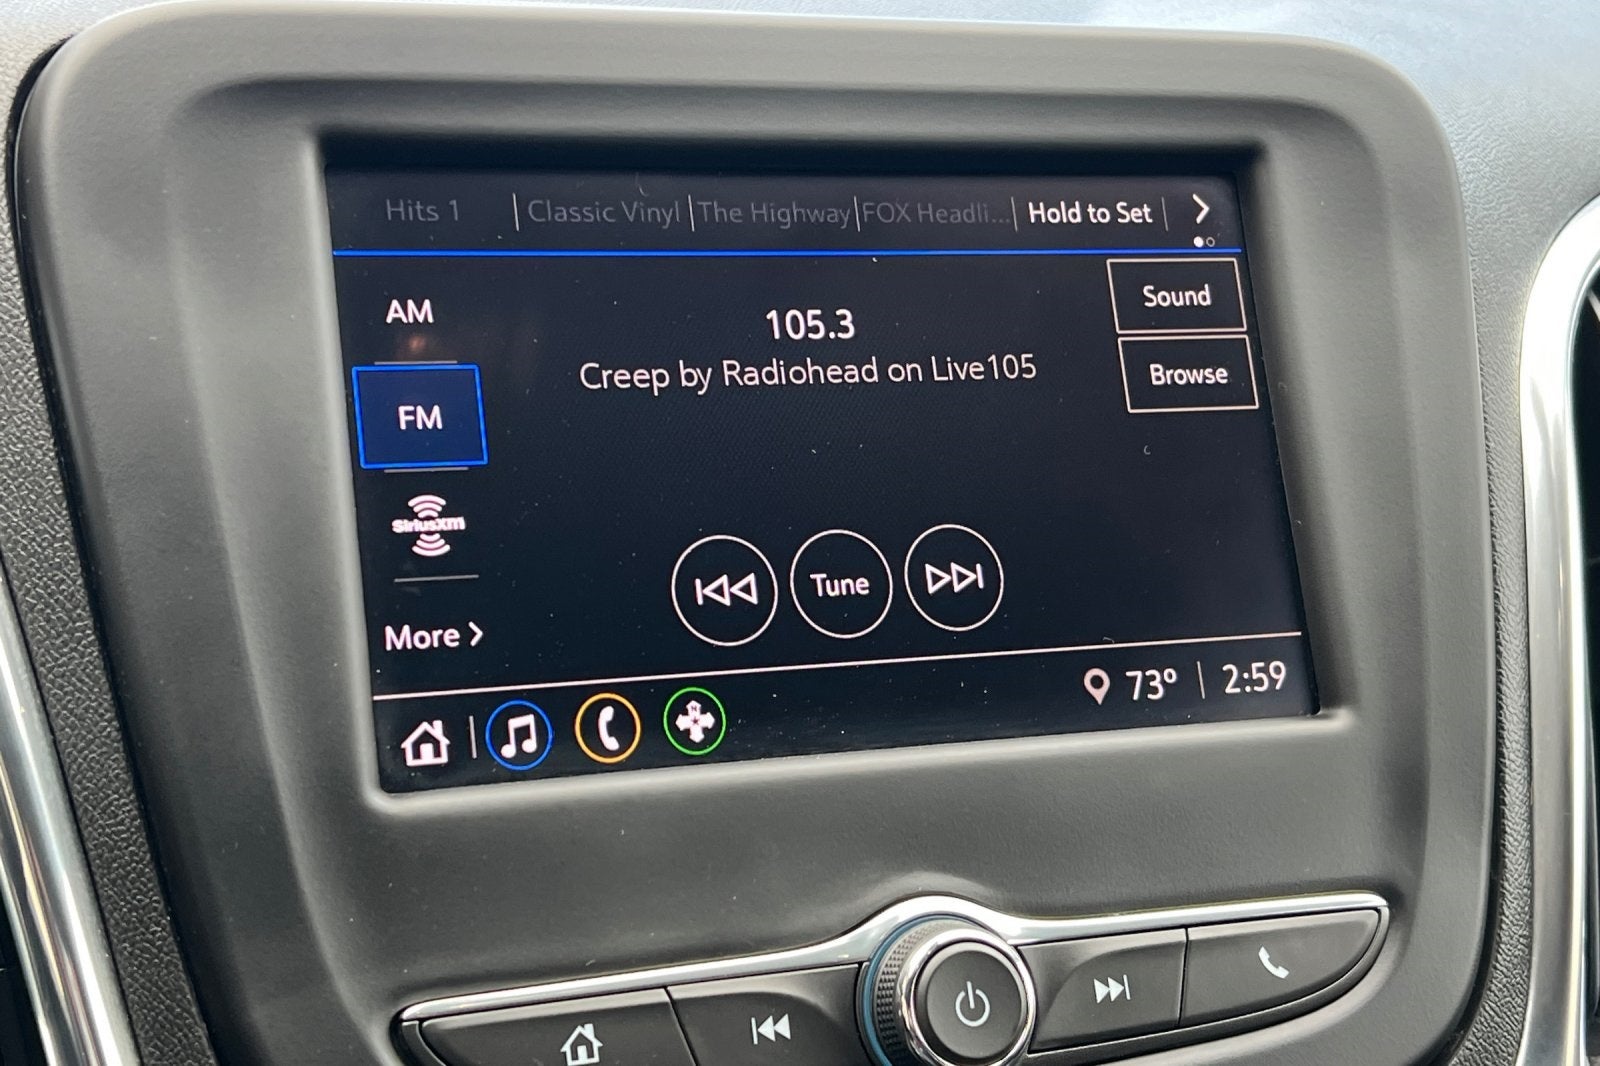 Hits 1 | Classic Vinyl | The Highway | FOX Headli... | Hold to Set |
AM
Sound
105.3
Creep by Radiohead on Live105
Browse
FM
SiriusXM
Tune
More
73° | 2:59
N